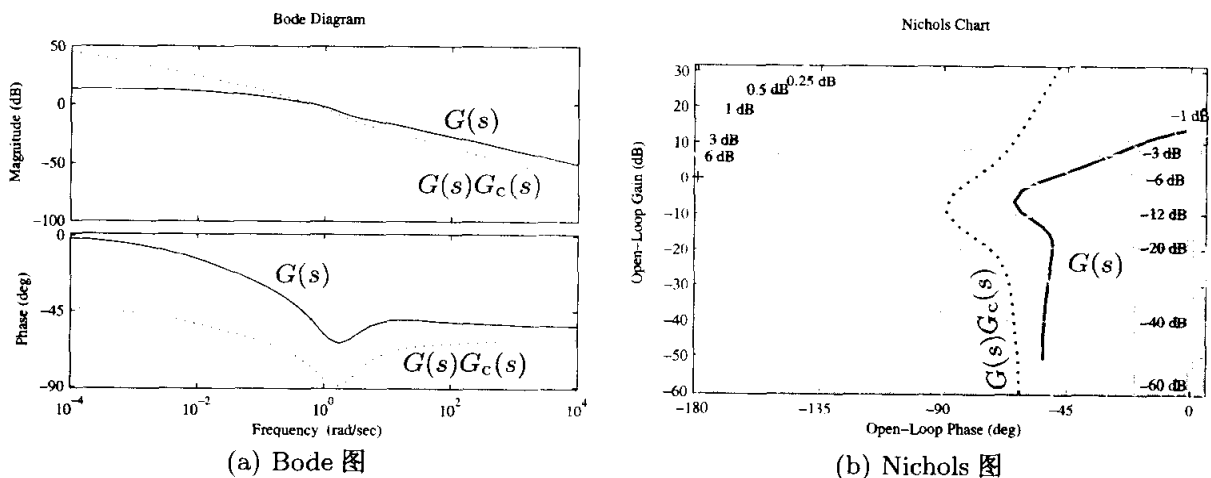 Bode Diagram
50
0
−50
−100
Magnitude (dB)
G(s)
G(s)G_c(s)
0
−45
−90
Phase (deg)
G(s)
G(s)G_c(s)
10^−4
10^−2
10^0
10^2
10^4
Frequency (rad/sec)
(a) Bode 图
Nichols Chart
30
20
10
0
−10
−20
−30
−40
−50
−60
Open−Loop Gain (dB)
0.25 dB
0.5 dB
1 dB
3 dB
6 dB
−1 dB
−3 dB
−6 dB
−12 dB
−20 dB
−40 dB
−60 dB
G(s)
G(s)G_c(s)
−180
−135
−90
−45
0
Open−Loop Phase (deg)
(b) Nichols 图